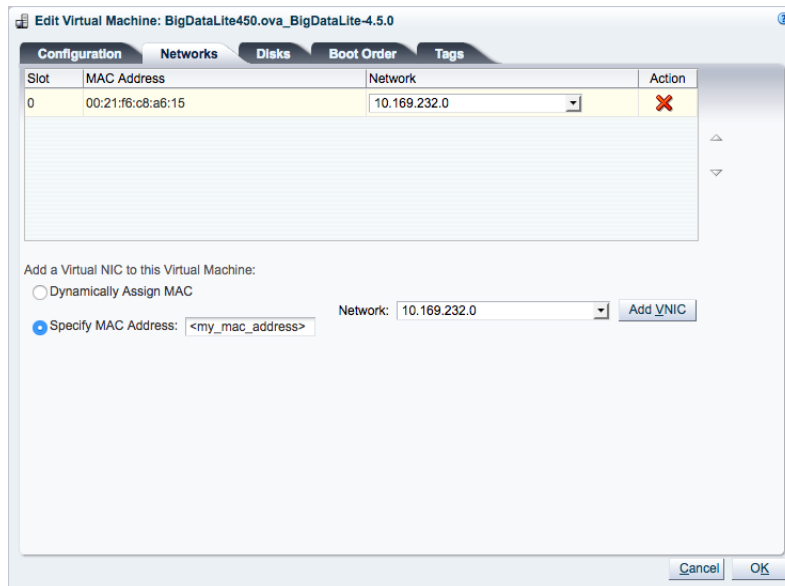 Edit Virtual Machine: BigDataLite450.ova_BigDataLite-4.5.0
Configuration Networks Disks Boot Order Tags
Slot MAC Address Network Action
0 00:21:f6:c8:a6:15 10.169.232.0
Add a Virtual NIC to this Virtual Machine:
Dynamically Assign MAC
Network: 10.169.232.0 Add VNIC
Specify MAC Address: <my_mac_address>
Cancel OK